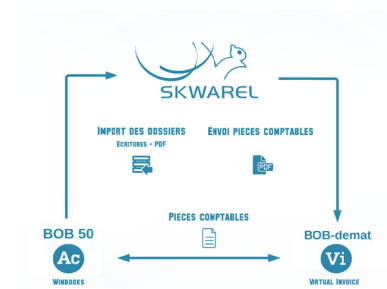 SKWAREL
IMPORT DES DOSSIERS
ECRITURES + PDF
ENVOI PIECES COMPTABLES
PDF
PIECES COMPTABLES
BOB 50
Ac
WINBOOKS
BOB-demat
Vi
VIRTUAL INVOICE